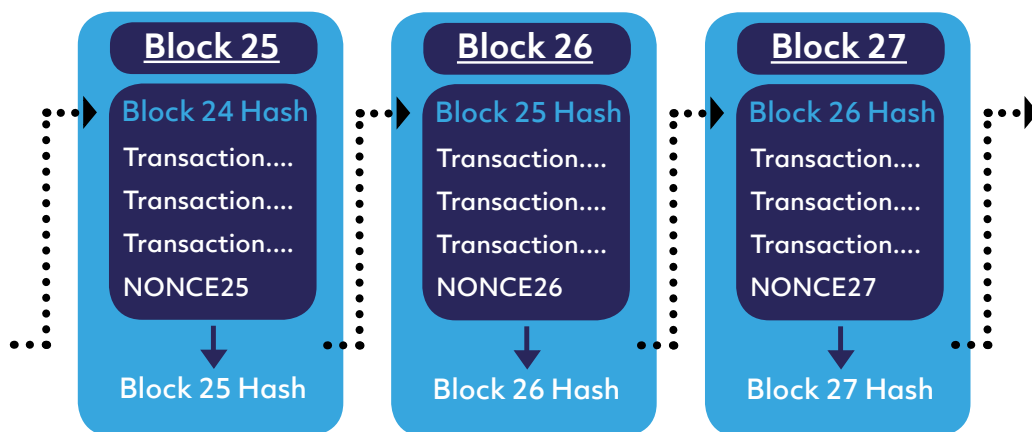 Block 25
Block 24 Hash
Transaction....
Transaction....
Transaction....
NONCE25
Block 25 Hash
Block 26
Block 25 Hash
Transaction....
Transaction....
Transaction....
NONCE26
Block 26 Hash
Block 27
Block 26 Hash
Transaction....
Transaction....
Transaction....
NONCE27
Block 27 Hash